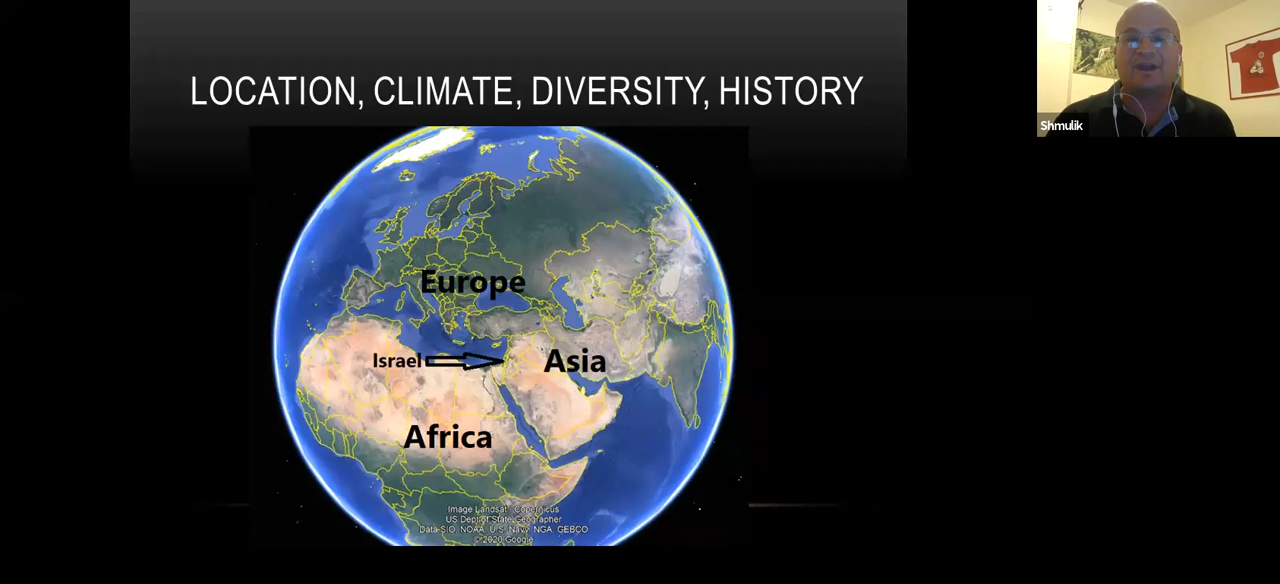 LOCATION, CLIMATE, DIVERSITY, HISTORY
Shmulik
Europe
Israel
Asia
Africa
Image Landsat / Copernicus
US Dept of State Geographer
Data SIO, NOAA, U.S. Navy, NGA, GEBCO
© 2020 Google